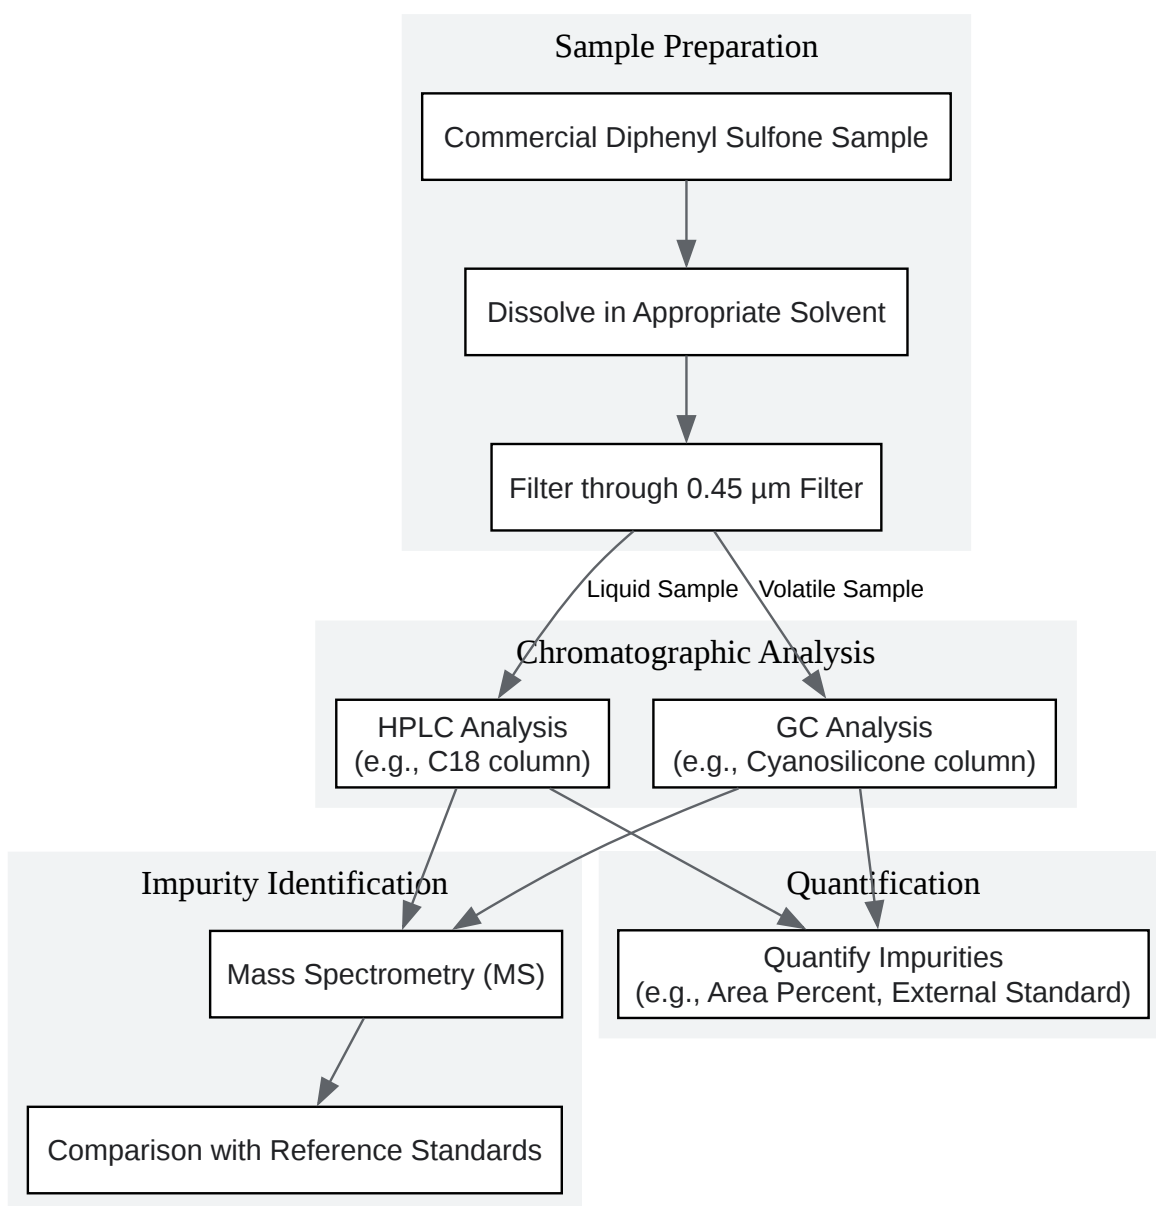 Sample Preparation
Commercial Diphenyl Sulfone Sample
Dissolve in Appropriate Solvent
Filter through 0.45 µm Filter
Liquid Sample
Volatile Sample
Chromatographic Analysis
HPLC Analysis
(e.g., C18 column)
GC Analysis
(e.g., Cyanosilicone column)
Impurity Identification
Mass Spectrometry (MS)
Comparison with Reference Standards
Quantification
Quantify Impurities
(e.g., Area Percent, External Standard)